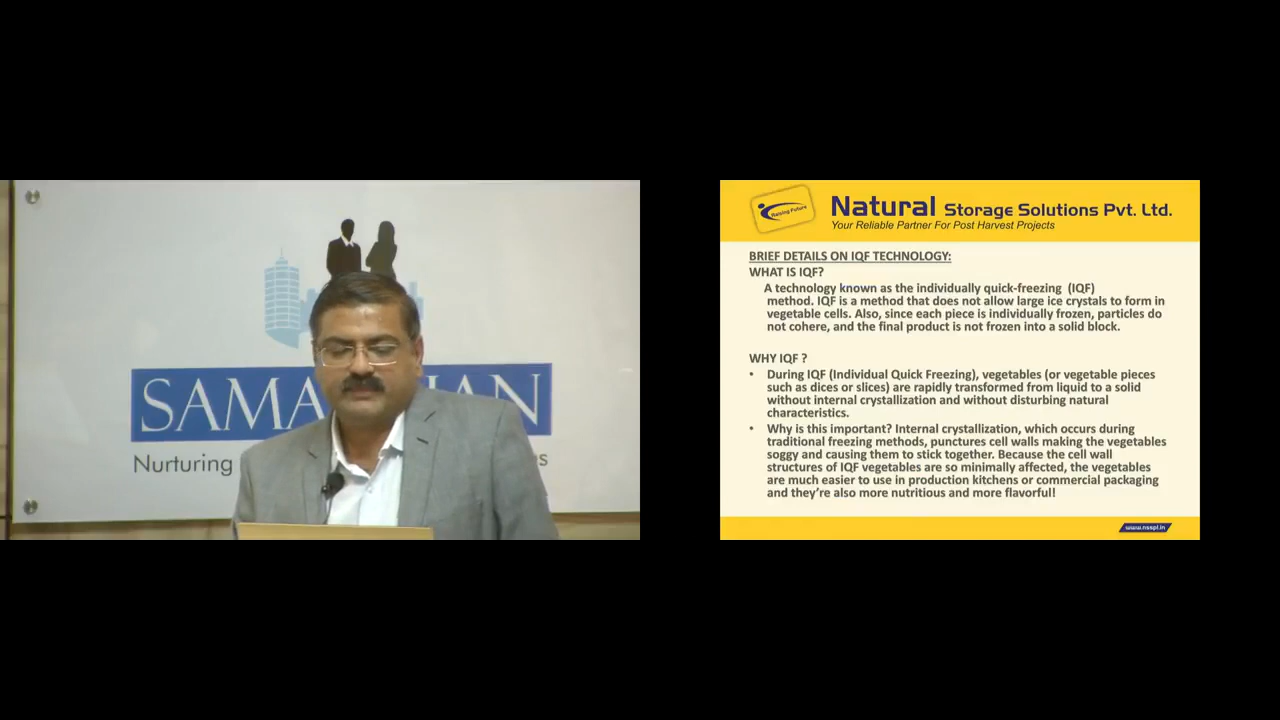 SAMA
AN
Nurturing
Raising Future
Natural Storage Solutions Pvt. Ltd.
Your Reliable Partner For Post Harvest Projects
BRIEF DETAILS ON IQF TECHNOLOGY:
WHAT IS IQF?
A technology known as the individually quick-freezing (IQF)
method. IQF is a method that does not allow large ice crystals to form in
vegetable cells. Also, since each piece is individually frozen, particles do
not cohere, and the final product is not frozen into a solid block.
WHY IQF ?
• During IQF (Individual Quick Freezing), vegetables (or vegetable pieces
such as dices or slices) are rapidly transformed from liquid to a solid
without internal crystallization and without disturbing natural
characteristics.
• Why is this important? Internal crystallization, which occurs during
traditional freezing methods, punctures cell walls making the vegetables
soggy and causing them to stick together. Because the cell wall
structures of IQF vegetables are so minimally affected, the vegetables
are much easier to use in production kitchens or commercial packaging
and they're also more nutritious and more flavorful!
www.nsspl.in